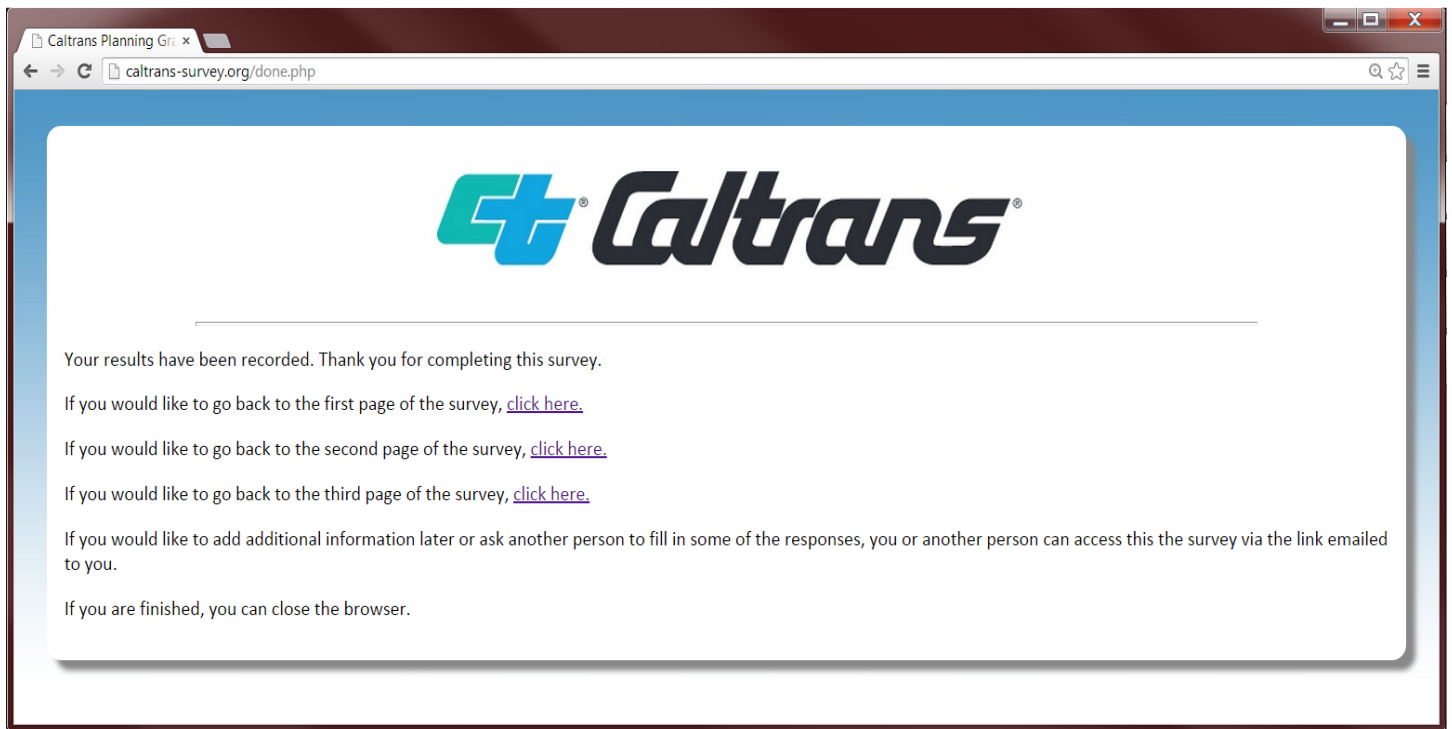 Caltrans Planning Gra
caltrans-survey.org/done.php
Ct® Caltrans®
Your results have been recorded. Thank you for completing this survey.
If you would like to go back to the first page of the survey, click here.
If you would like to go back to the second page of the survey, click here.
If you would like to go back to the third page of the survey, click here.
If you would like to add additional information later or ask another person to fill in some of the responses, you or another person can access this the survey via the link emailed
to you.
If you are finished, you can close the browser.